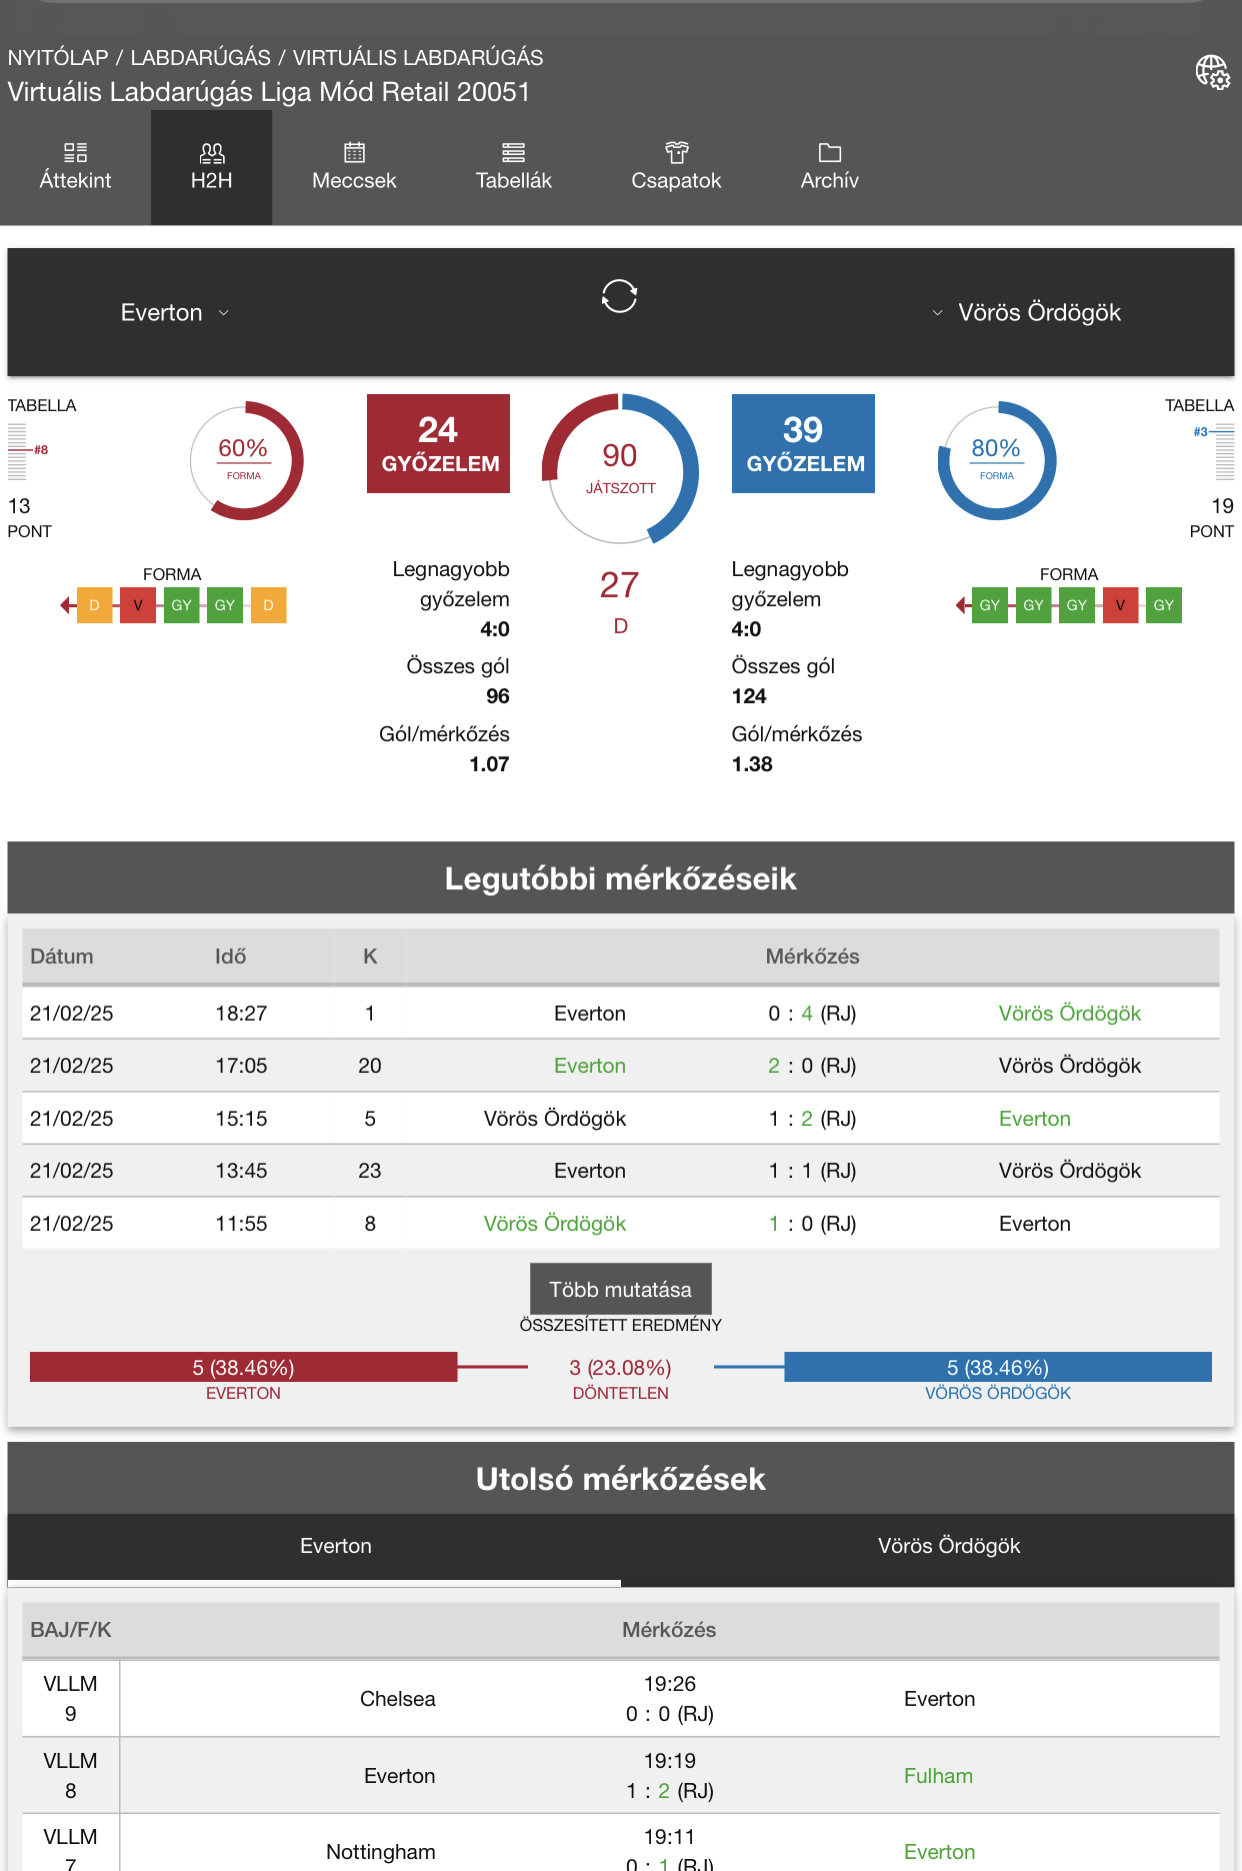 NYITÓLAP / LABDARÚGÁS / VIRTUÁLIS LABDARÚGÁS
Virtuális Labdarúgás Liga Mód Retail 20051
Áttekint H2H Meccsek Tabellák Csapatok Archív
Everton Vörös Ördögök
TABELLA
#8
13
PONT
60%
FORMA
24
GYŐZELEM
90
JÁTSZOTT
39
GYŐZELEM
80%
FORMA
TABELLA
#3
19
PONT
FORMA
D V GY GY D
Legnagyobb
győzelem
4:0
Összes gól
96
Gól/mérkőzés
1.07
27
D
Legnagyobb
győzelem
4:0
Összes gól
124
Gól/mérkőzés
1.38
FORMA
GY GY GY V GY
Legutóbbi mérkőzéseik
Dátum Idő K Mérkőzés
21/02/25 18:27 1 Everton 0 : 4 (RJ) Vörös Ördögök
21/02/25 17:05 20 Everton 2 : 0 (RJ) Vörös Ördögök
21/02/25 15:15 5 Vörös Ördögök 1 : 2 (RJ) Everton
21/02/25 13:45 23 Everton 1 : 1 (RJ) Vörös Ördögök
21/02/25 11:55 8 Vörös Ördögök 1 : 0 (RJ) Everton
Több mutatása
ÖSSZESÍTETT EREDMÉNY
5 (38.46%) 3 (23.08%) 5 (38.46%)
EVERTON DÖNTETLEN VÖRÖS ÖRDÖGÖK
Utolsó mérkőzések
Everton Vörös Ördögök
BAJ/F/K Mérkőzés
VLLM 19:26
9 Chelsea 0 : 0 (RJ) Everton
VLLM 19:19
8 Everton 1 : 2 (RJ) Fulham
VLLM 19:11
7 Nottingham 0 : 1 (RJ) Everton